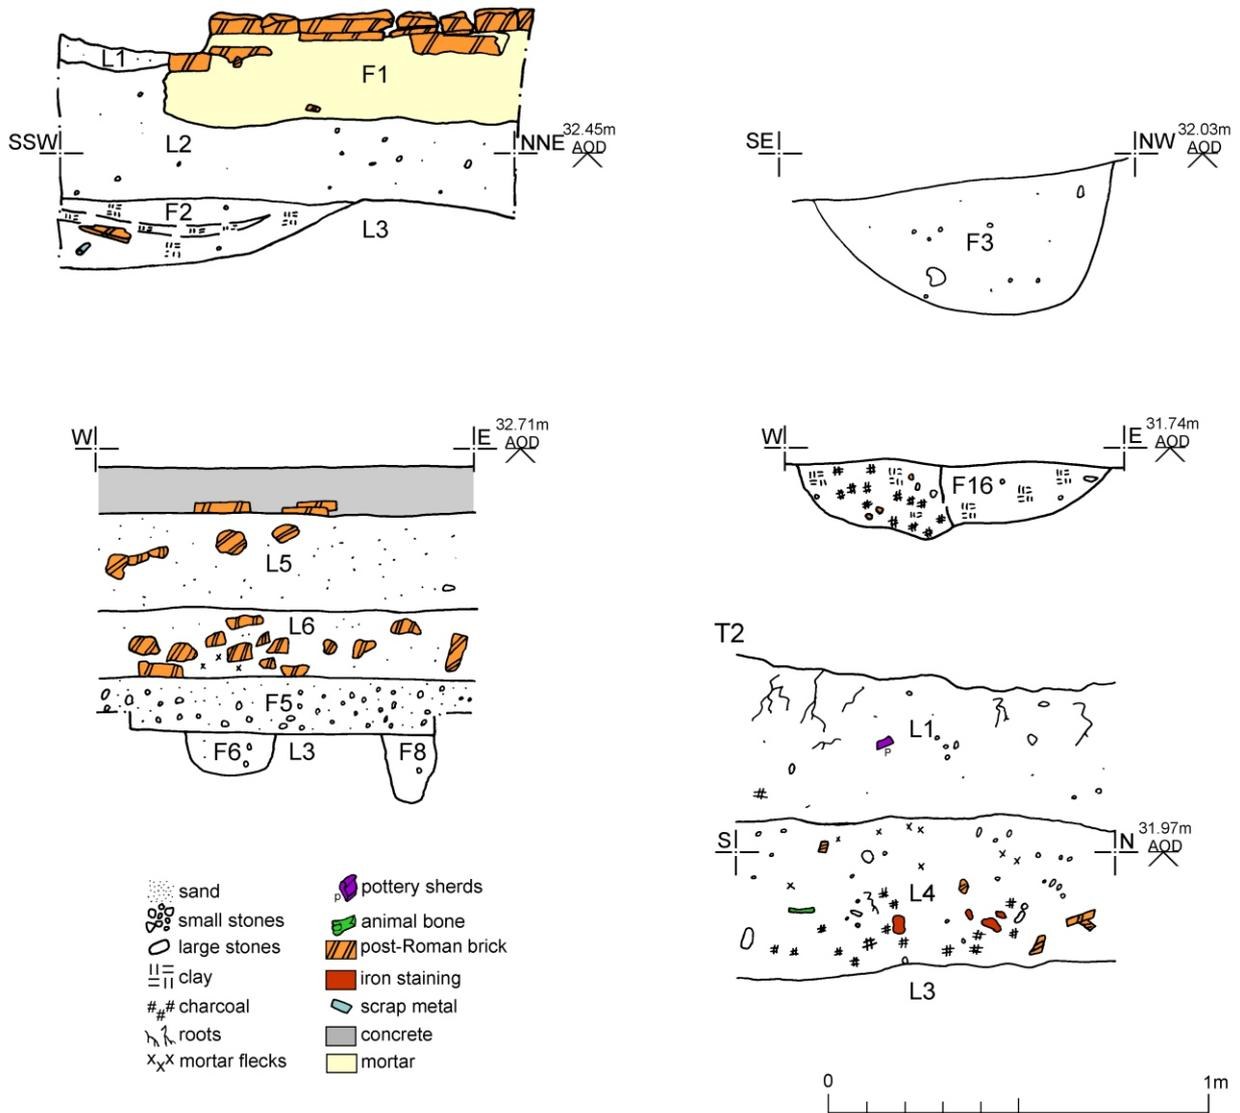 L1
F1
SSW
L2
NNE
32.45m
AOD
F2
L3
SE
NW
32.03m
AOD
F3
W
E
32.71m
AOD
L5
L6
F5
F6
L3
F8
W
E
31.74m
AOD
F16
T2
L1
P
S
N
31.97m
AOD
L4
L3
sand
small stones
large stones
clay
charcoal
roots
mortar flecks
P
pottery sherds
animal bone
post-Roman brick
iron staining
scrap metal
concrete
mortar
0
1m